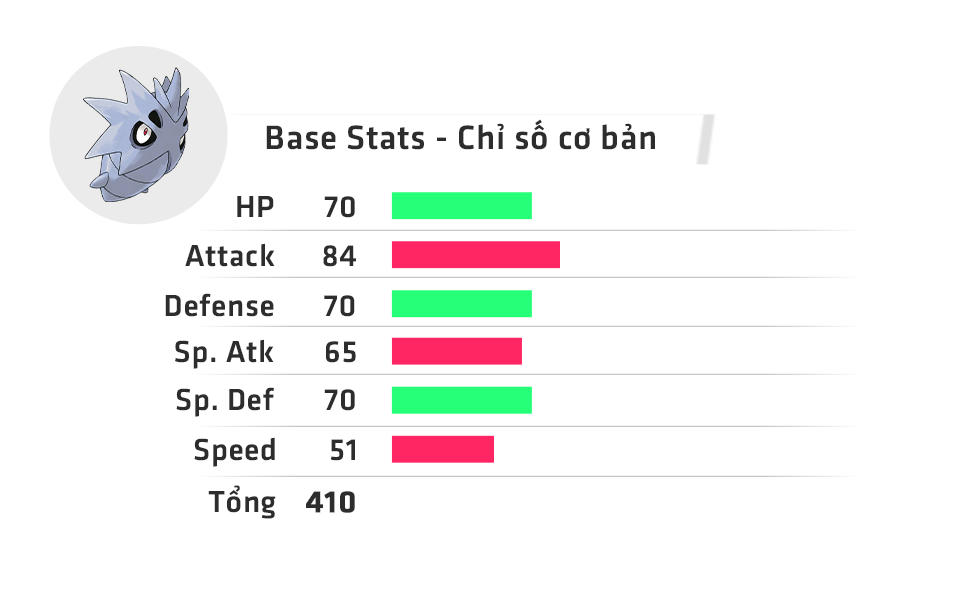 Base Stats - Chỉ số cơ bản
HP 70
Attack 84
Defense 70
Sp. Atk 65
Sp. Def 70
Speed 51
Tổng 410